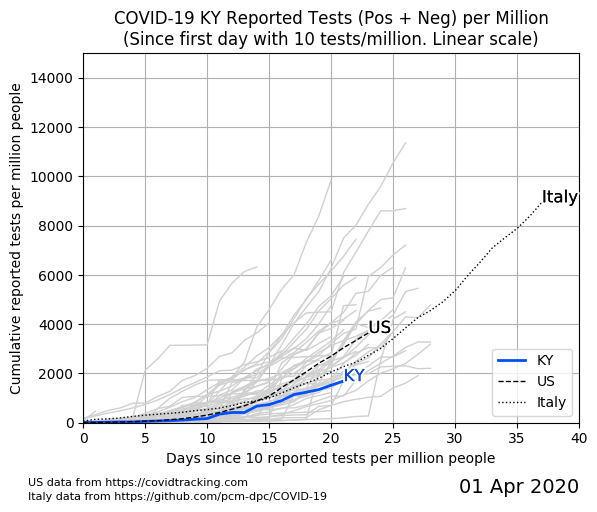 COVID-19 KY Reported Tests (Pos + Neg) per Million
(Since first day with 10 tests/million. Linear scale)
Cumulative reported tests per million people
14000
12000
10000
8000
6000
4000
2000
0
Italy
US
KY
KY
US
Italy
0 5 10 15 20 25 30 35 40
Days since 10 reported tests per million people
US data from https://covidtracking.com
Italy data from https://github.com/pcm-dpc/COVID-19
01 Apr 2020